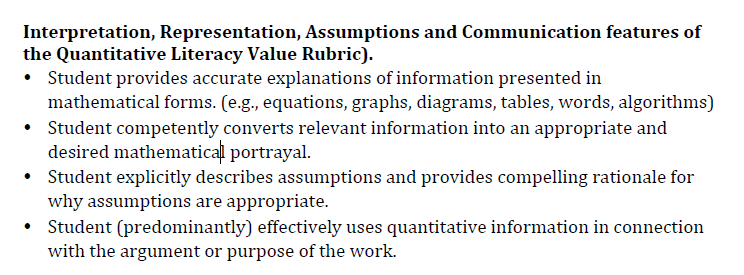 Interpretation, Representation, Assumptions and Communication features of
the Quantitative Literacy Value Rubric).
• Student provides accurate explanations of information presented in
mathematical forms. (e.g., equations, graphs, diagrams, tables, words, algorithms)
• Student competently converts relevant information into an appropriate and
desired mathematical portrayal.
• Student explicitly describes assumptions and provides compelling rationale for
why assumptions are appropriate.
• Student (predominantly) effectively uses quantitative information in connection
with the argument or purpose of the work.